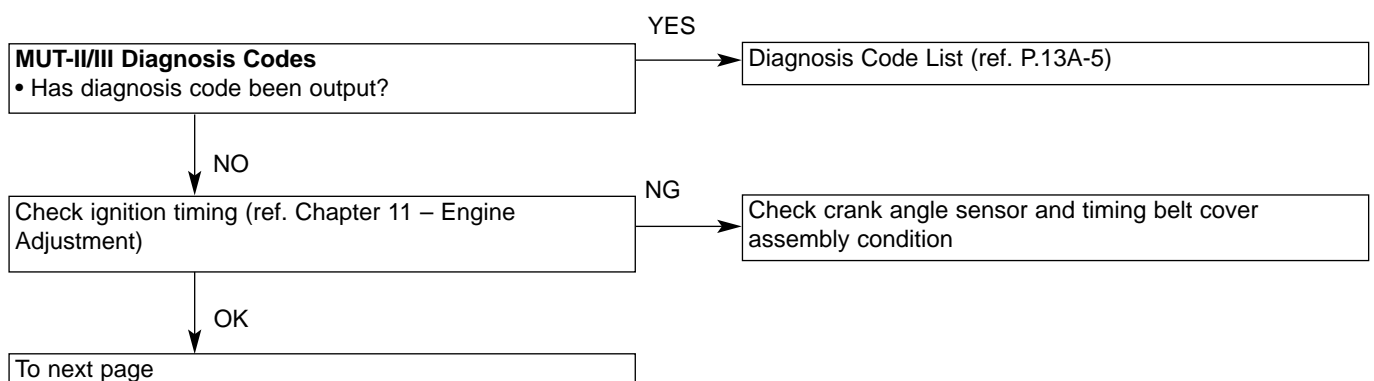 YES
MUT-II/III Diagnosis Codes
• Has diagnosis code been output?
Diagnosis Code List (ref. P.13A-5)
NO
Check ignition timing (ref. Chapter 11 – Engine
Adjustment)
NG
Check crank angle sensor and timing belt cover
assembly condition
OK
To next page